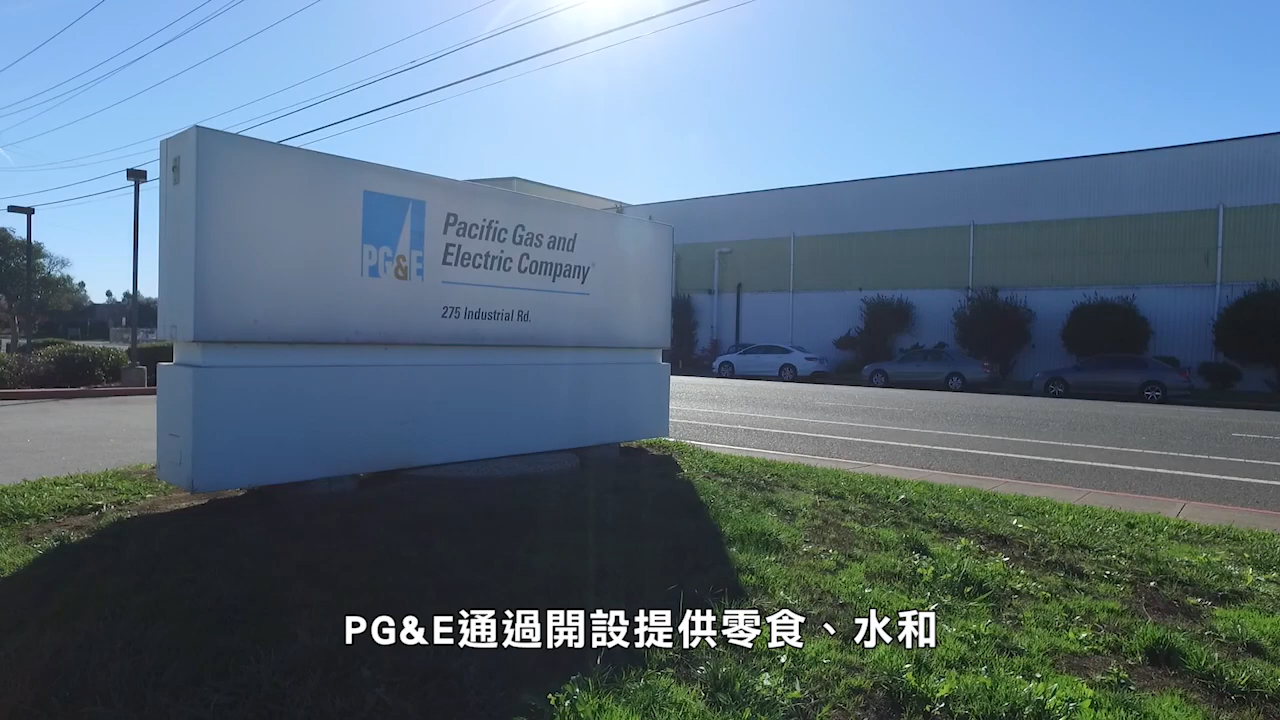 PG&E
Pacific Gas and
Electric Company
275 Industrial Rd.
PG&E通過開設提供零食、水和